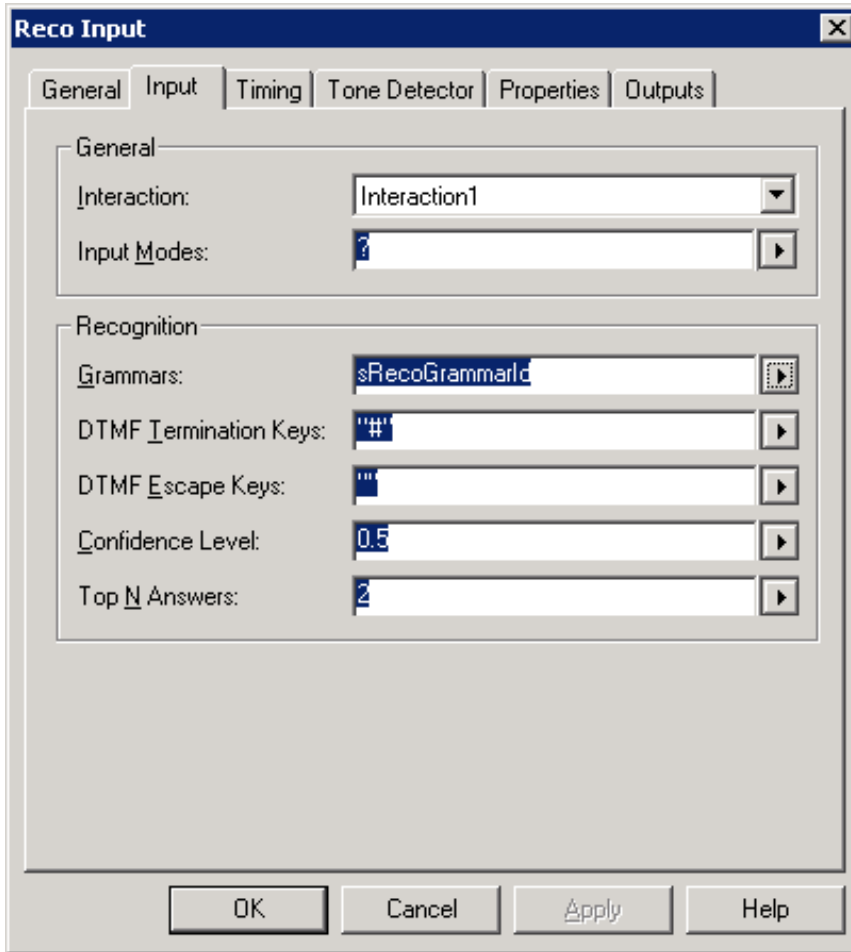 Reco Input
General Input Timing Tone Detector Properties Outputs
General
Interaction: Interaction1
Input Modes: ?
Recognition
Grammars: sRecoGrammarId
DTMF Termination Keys: "#"
DTMF Escape Keys: ""
Confidence Level: 0.5
Top N Answers: 2
OK Cancel Apply Help